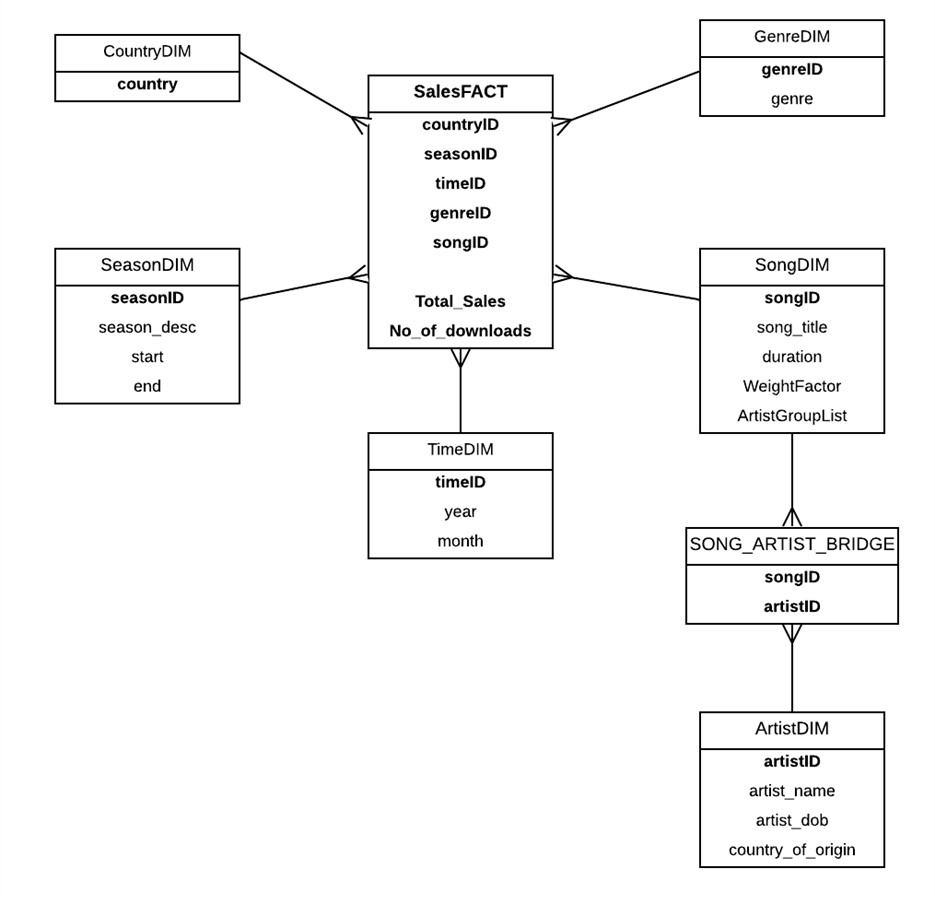 CountryDIM
country
SalesFACT
countryID
seasonID
timeID
genreID
songID
Total_Sales
No_of_downloads
GenreDIM
genreID
genre
SeasonDIM
seasonID
season_desc
start
end
TimeDIM
timeID
year
month
SongDIM
songID
song_title
duration
WeightFactor
ArtistGroupList
SONG_ARTIST_BRIDGE
songID
artistID
ArtistDIM
artistID
artist_name
artist_dob
country_of_origin